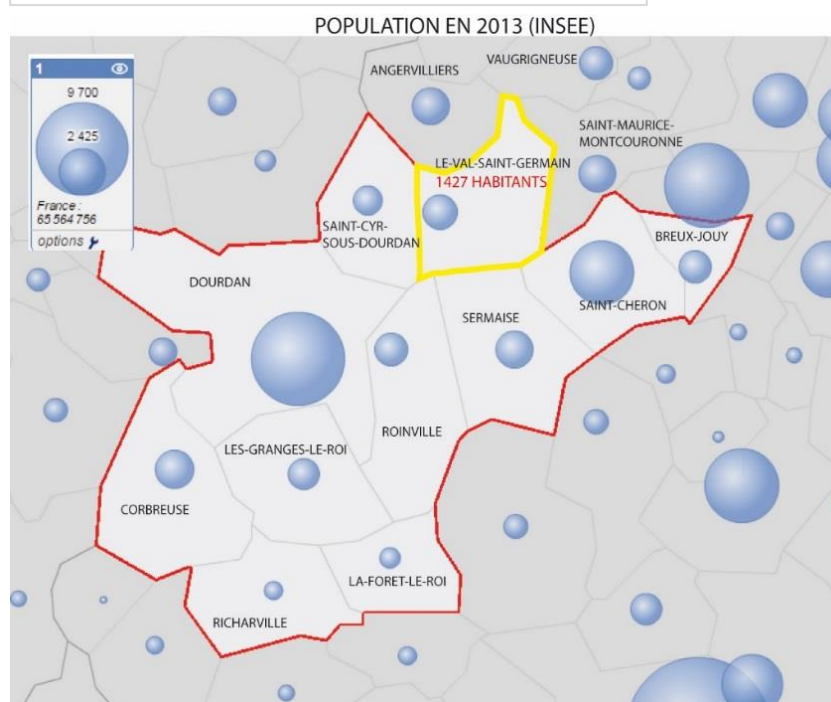 POPULATION EN 2013 (INSEE)
1
9 700
2 425
France :
65 564 756
options
ANGERVILLIERS
VAUGRIGNEUSE
SAINT-MAURICE-
MONTCOURONNE
LE-VAL-SAINT-GERMAIN
1427 HABITANTS
SAINT-CYR-
SOUS-DOURDAN
BREUX-JOUY
DOURDAN
SAINT-CHERON
SERMAISE
ROINVILLE
LES-GRANGES-LE-ROI
CORBREUSE
LA-FORET-LE-ROI
RICHARVILLE